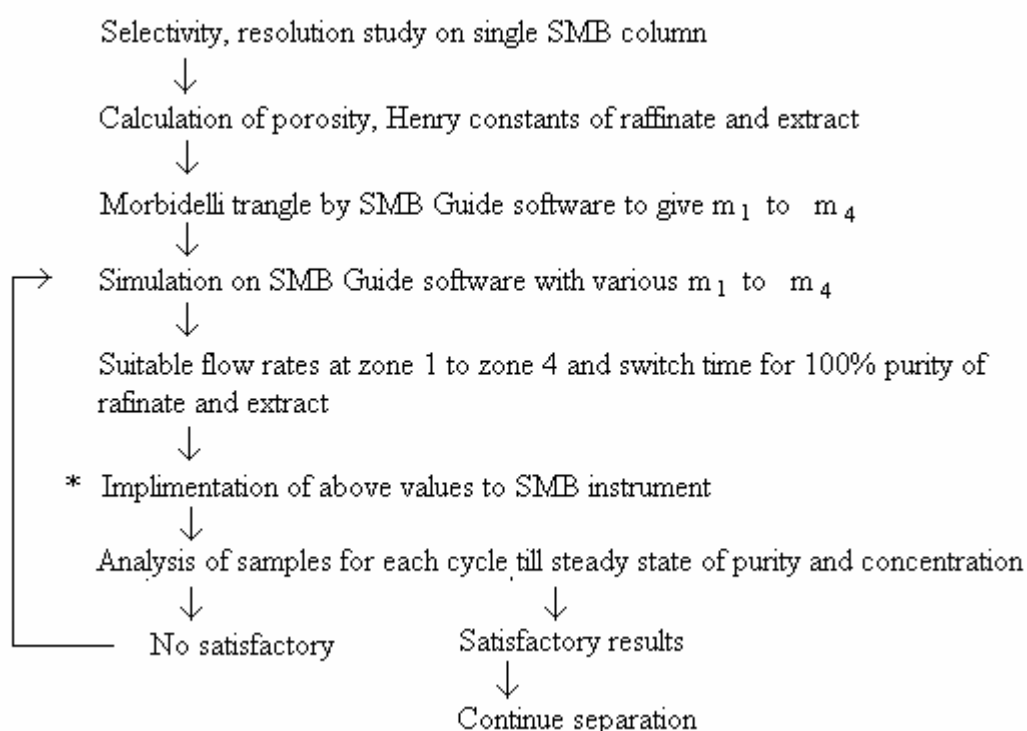 Selectivity, resolution study on single SMB column
Calculation of porosity, Henry constants of raffinate and extract
Morbidelli trangle by SMB Guide software to give m 1 to m 4
Simulation on SMB Guide software with various m 1 to m 4
Suitable flow rates at zone 1 to zone 4 and switch time for 100% purity of
rafinate and extract
* Implimentation of above values to SMB instrument
Analysis of samples for each cycle till steady state of purity and concentration
No satisfactory Satisfactory results
Continue separation